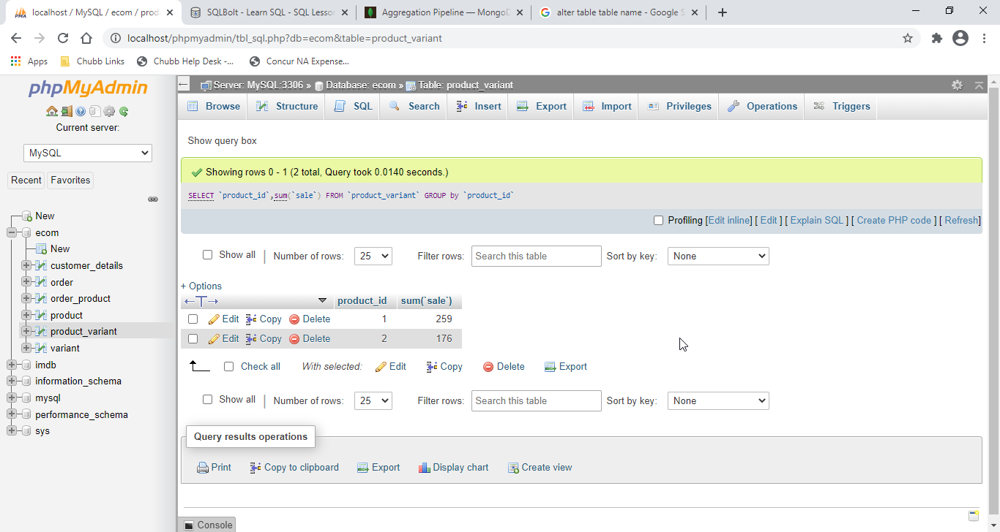 localhost / MySQL / ecom / prod
SQLBolt - Learn SQL - SQL Lesson
Aggregation Pipeline — MongoD
alter table table name - Google S
localhost/phpmyadmin/tbl_sql.php?db=ecom&table=product_variant
Apps Chubb Links Chubb Help Desk -... Concur NA Expense...
phpMyAdmin
Current server:
MySQL
Recent Favorites
New
ecom
New
customer_details
order
order_product
product
product_variant
variant
imdb
information_schema
mysql
performance_schema
sys
Server: MySQL:3306 » Database: ecom » Table: product_variant
Browse Structure SQL Search Insert Export Import Privileges Operations Triggers
Show query box
Showing rows 0 - 1 (2 total, Query took 0.0140 seconds.)
SELECT `product_id`,sum(`sale`) FROM `product_variant` GROUP by `product_id`
Profiling [Edit inline] [ Edit ] [ Explain SQL ] [ Create PHP code ] [ Refresh]
Show all | Number of rows: 25 Filter rows: Search this table Sort by key: None
+ Options
←T→ product_id sum(`sale`)
Edit Copy Delete 1 259
Edit Copy Delete 2 176
Check all With selected: Edit Copy Delete Export
Show all | Number of rows: 25 Filter rows: Search this table Sort by key: None
Query results operations
Print Copy to clipboard Export Display chart Create view
Console